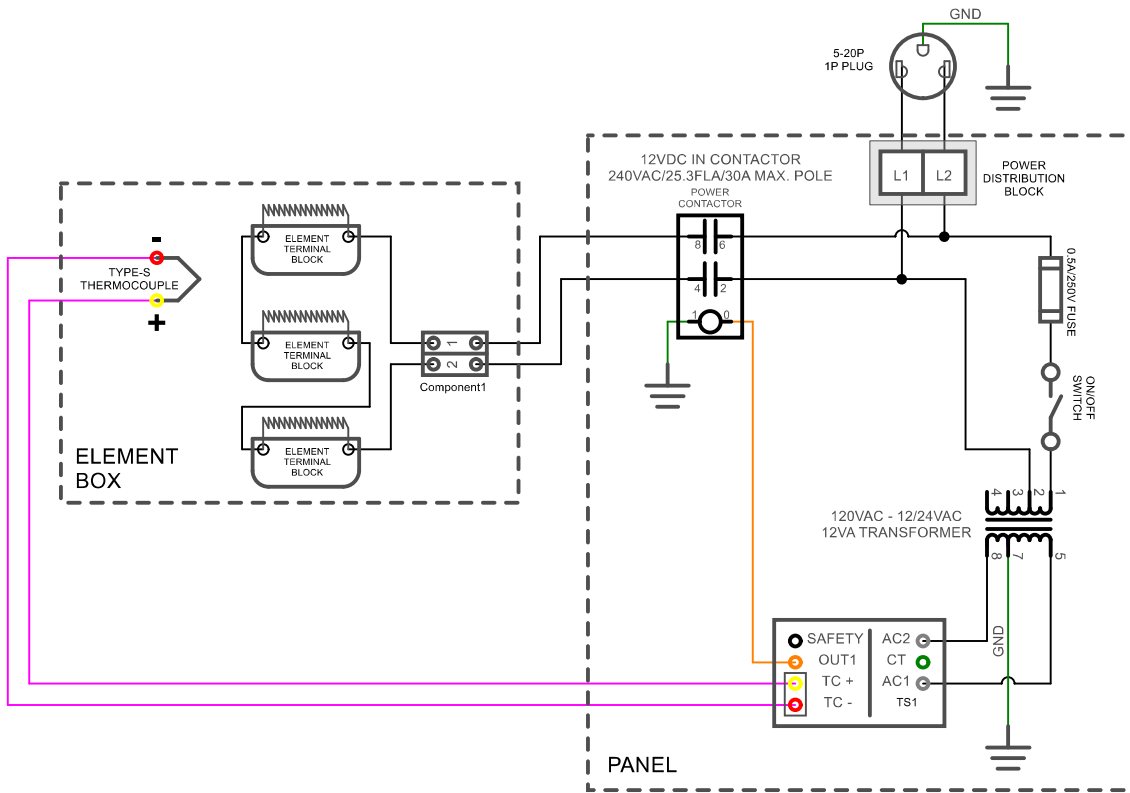 GND
5-20P
1P PLUG
12VDC IN CONTACTOR
240VAC/25.3FLA/30A MAX. POLE
POWER
CONTACTOR
L1 L2
POWER
DISTRIBUTION
BLOCK
8 6
4 2
1 0
0.5A/250V FUSE
ON/OFF
SWITCH
-
TYPE-S
THERMOCOUPLE
+
ELEMENT
TERMINAL
BLOCK
ELEMENT
TERMINAL
BLOCK
ELEMENT
TERMINAL
BLOCK
1
2
Component1
ELEMENT
BOX
4 3 2 1
120VAC - 12/24VAC
12VA TRANSFORMER
8 7 5
GND
SAFETY AC2
OUT1 CT
TC + AC1
TC - TS1
PANEL